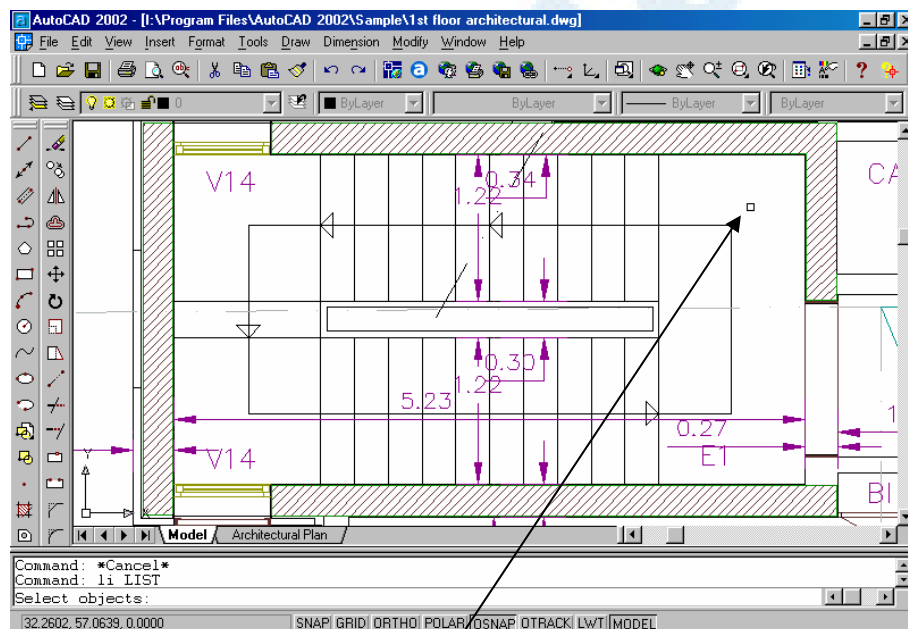 AutoCAD 2002 - [I:\Program Files\AutoCAD 2002\Sample\1st floor architectural.dwg]
File Edit View Insert Format Tools Draw Dimension Modify Window Help
0 ByLayer ByLayer ByLayer ByLayer
V14
0.34
1.22
CA
0.30
1.22
5.23
0.27
1
V14
E1
BI
Y
X
Model Architectural Plan
Command: *Cancel*
Command: li LIST
Select objects:
32.2602, 57.0639, 0.0000 SNAP GRID ORTHO POLAR OSNAP OTRACK LWT MODEL